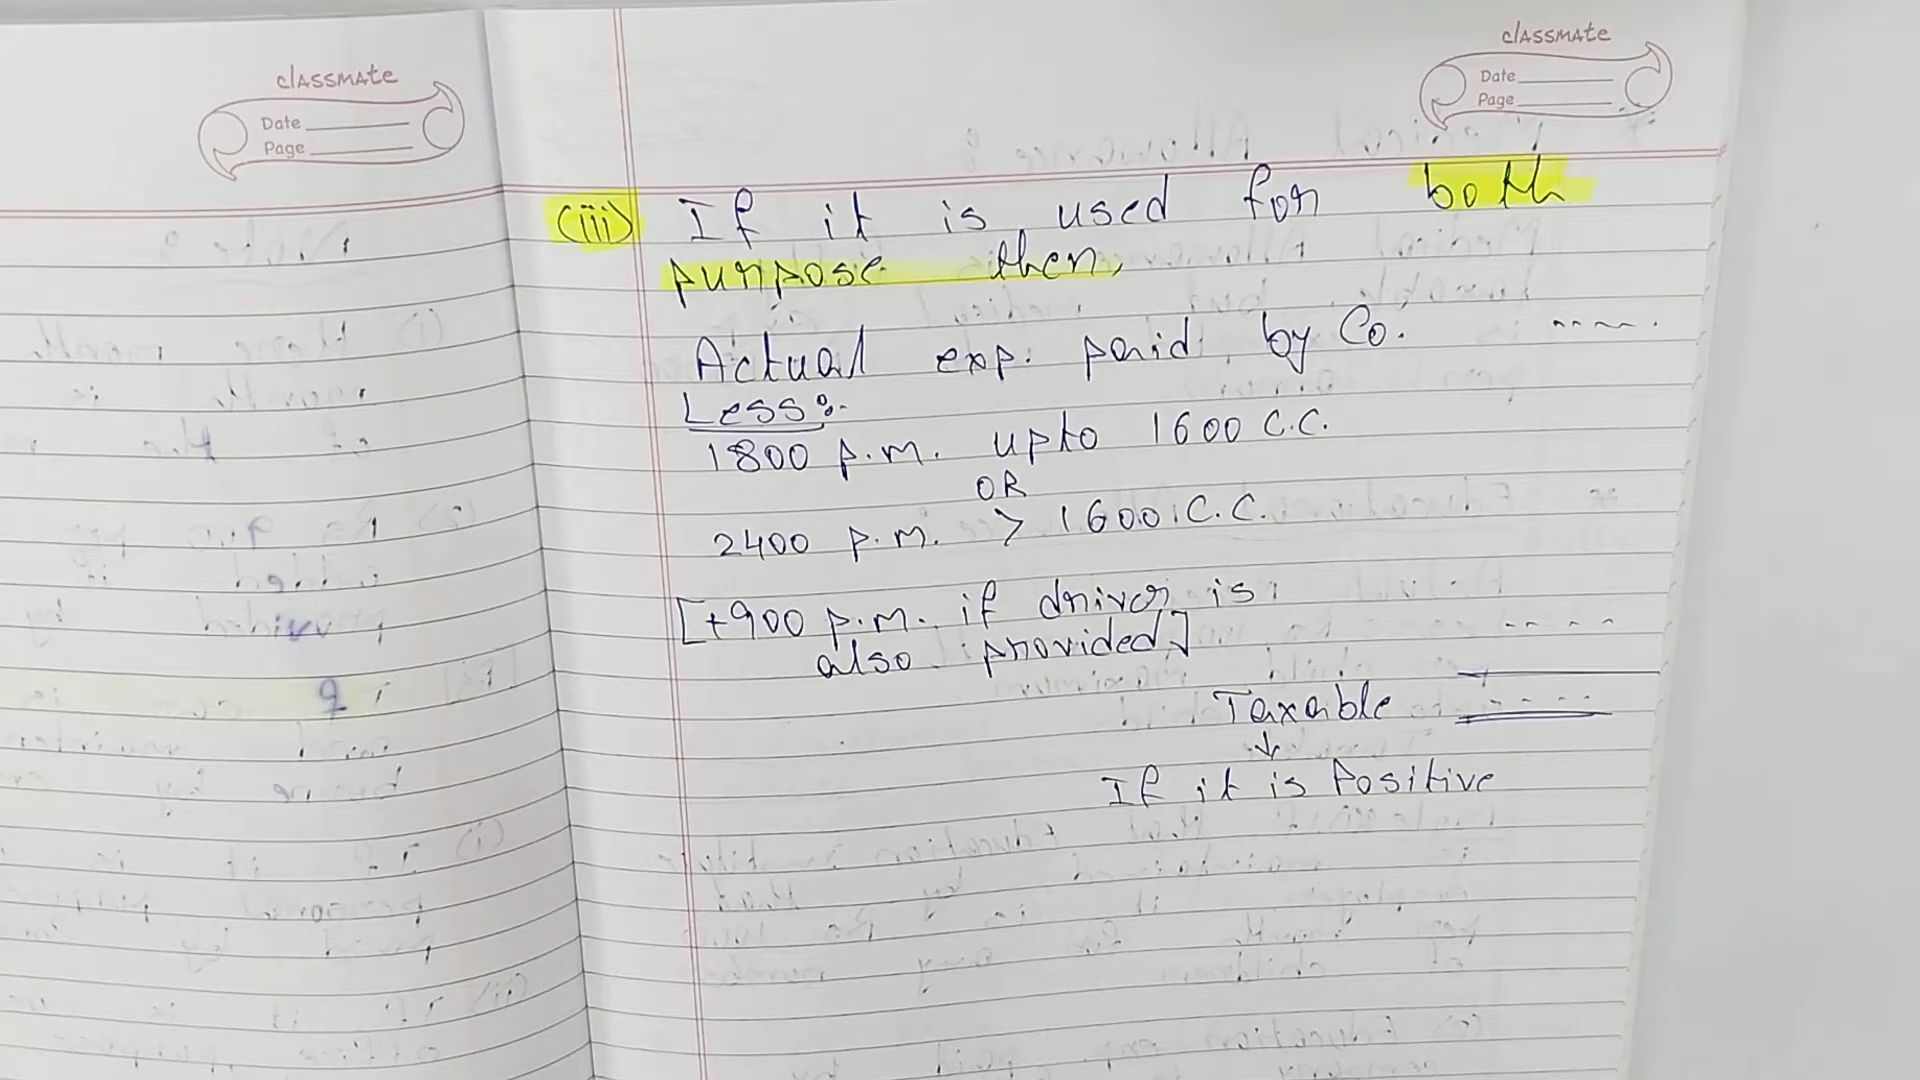 classmate
Date
Page
classmate
Date
Page
(iii) If it is used for both
purpose then,
Actual exp. paid by Co. .....
Less:-
1800 p.m. upto 1600 C.C.
OR
2400 p.m. > 1600 C.C.
[+900 p.m. if driver is
also provided] ....
Taxable ....
↓
If it is Positive